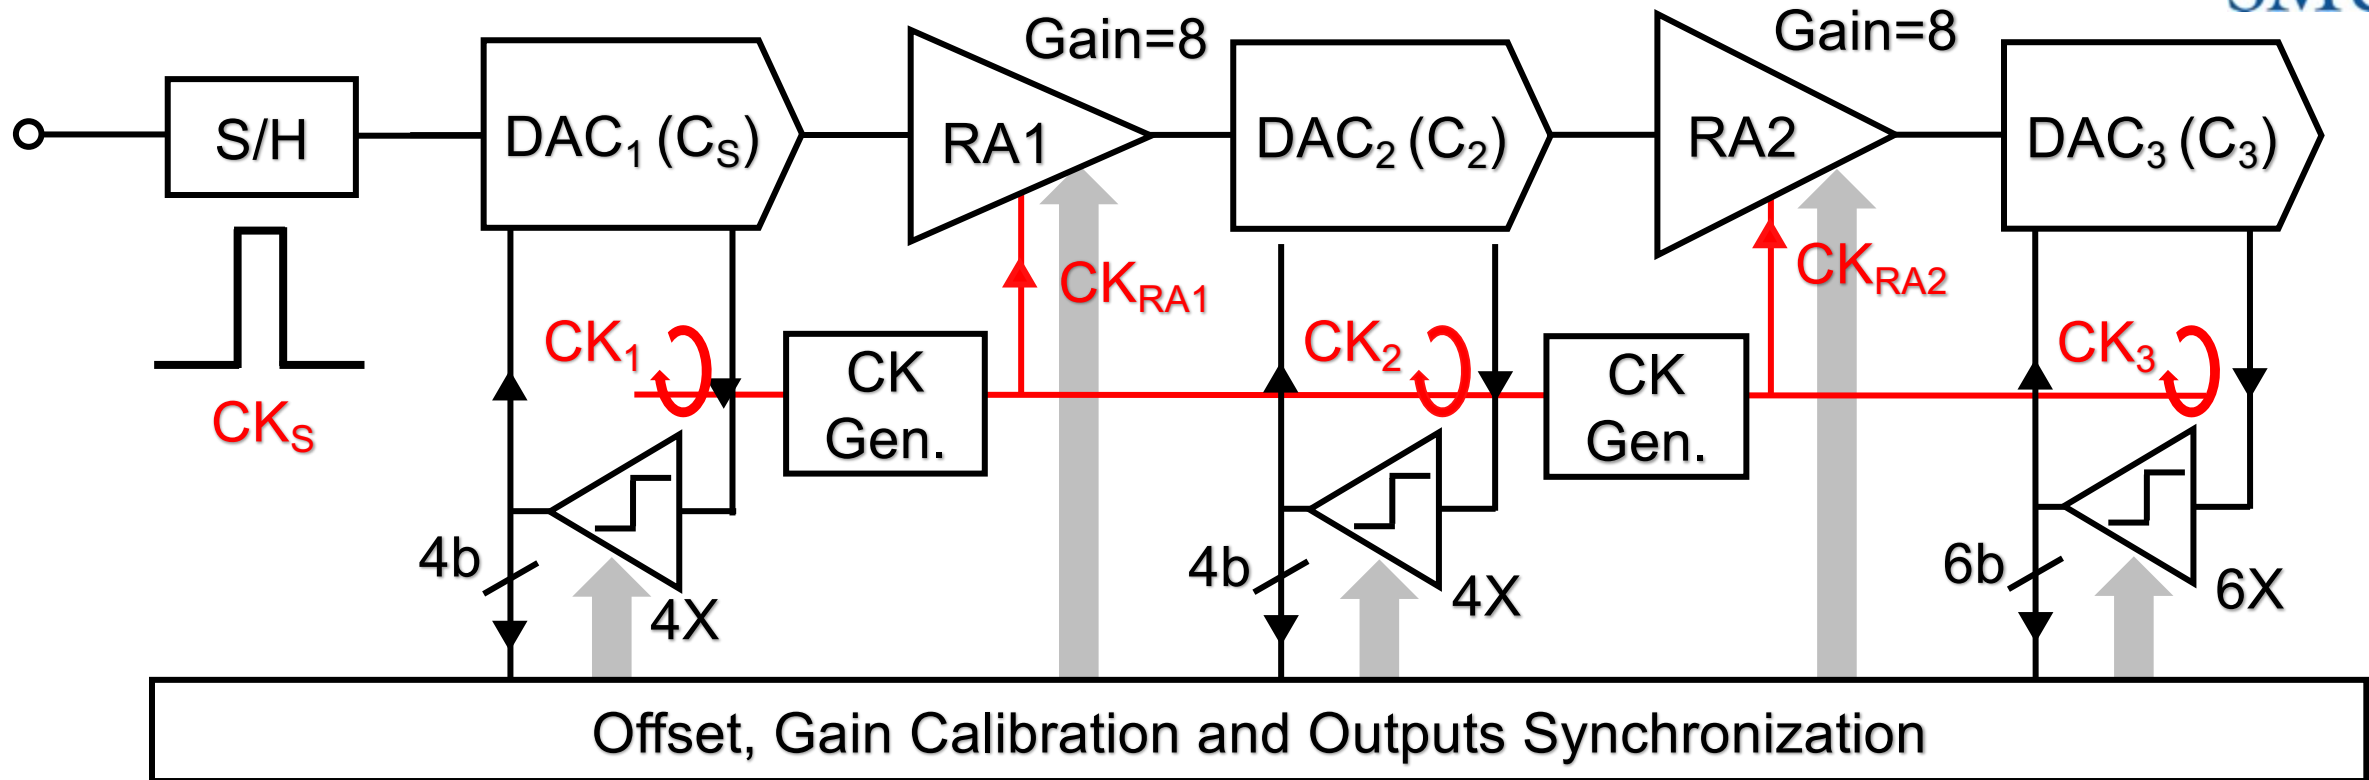 Gain=8
Gain=8
S/H
DAC1 (CS)
RA1
DAC2 (C2)
RA2
DAC3 (C3)
CKS
CK1
CK Gen.
CKRA1
CK2
CK Gen.
CKRA2
CK3
4b
4X
4b
4X
6b
6X
Offset, Gain Calibration and Outputs Synchronization